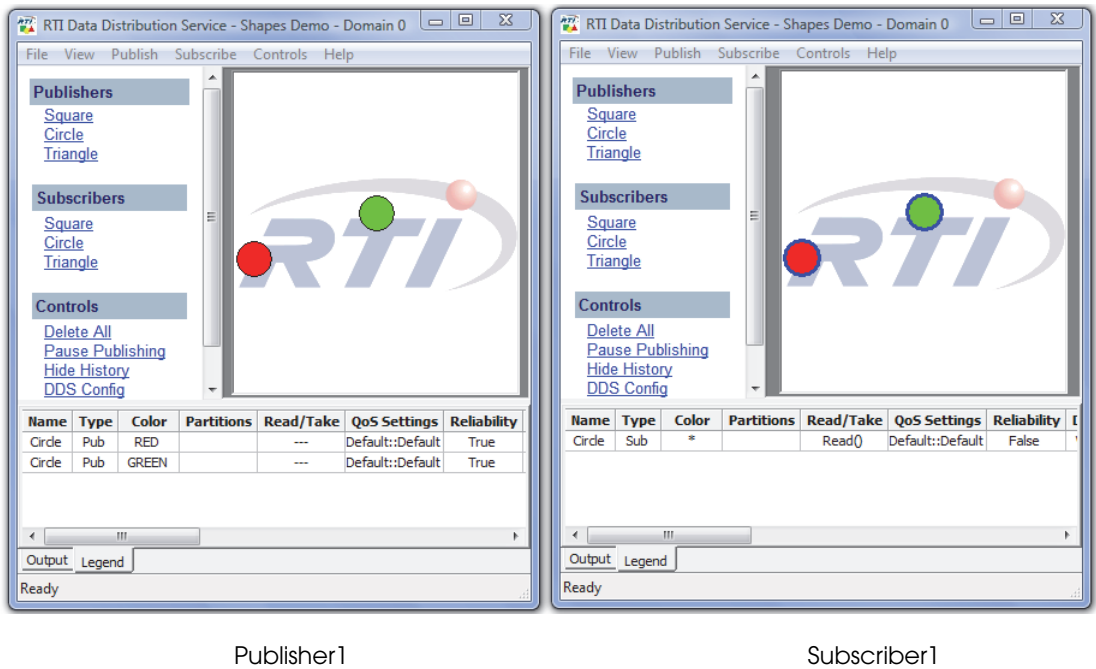 RTI Data Distribution Service - Shapes Demo - Domain 0
File View Publish Subscribe Controls Help
Publishers
Square
Circle
Triangle
Subscribers
Square
Circle
Triangle
Controls
Delete All
Pause Publishing
Hide History
DDS Config
RTI
Name Type Color Partitions Read/Take QoS Settings Reliability
Circle Pub RED --- Default::Default True
Circle Pub GREEN --- Default::Default True
Output Legend
Ready
Publisher1
RTI Data Distribution Service - Shapes Demo - Domain 0
File View Publish Subscribe Controls Help
Publishers
Square
Circle
Triangle
Subscribers
Square
Circle
Triangle
Controls
Delete All
Pause Publishing
Hide History
DDS Config
RTI
Name Type Color Partitions Read/Take QoS Settings Reliability
Circle Sub * Read() Default::Default False
Output Legend
Ready
Subscriber1